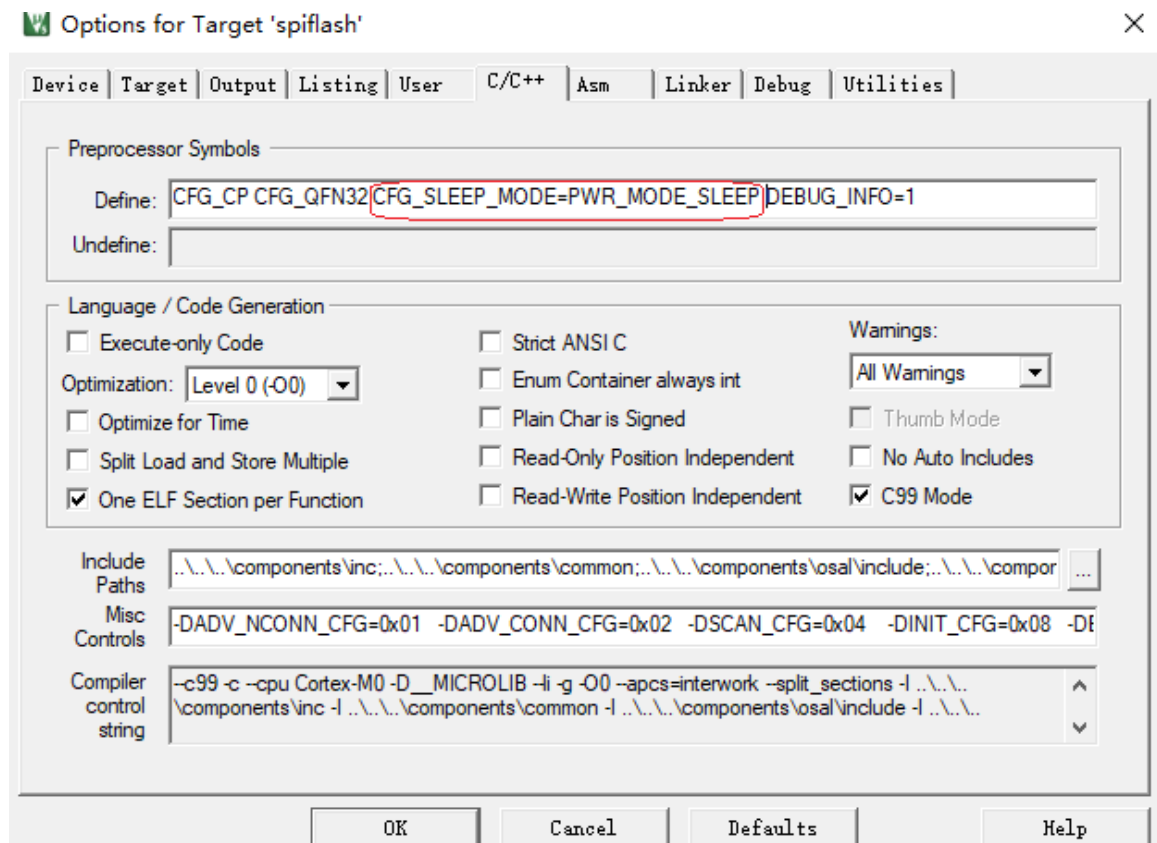 Options for Target 'spiflash'
Device Target Output Listing User C/C++ Asm Linker Debug Utilities
Preprocessor Symbols
Define: CFG_CP CFG_QFN32 CFG_SLEEP_MODE=PWR_MODE_SLEEP DEBUG_INFO=1
Undefine:
Language / Code Generation
Execute-only Code Strict ANSI C Warnings:
Optimization: Level 0 (-O0) Enum Container always int All Warnings
Optimize for Time Plain Char is Signed Thumb Mode
Split Load and Store Multiple Read-Only Position Independent No Auto Includes
One ELF Section per Function Read-Write Position Independent C99 Mode
Include Paths ..\..\..\components\inc;..\..\..\components\common;..\..\..\components\osal\include;..\..\..\compor ...
Misc Controls -DADV_NCONN_CFG=0x01 -DADV_CONN_CFG=0x02 -DSCAN_CFG=0x04 -DINIT_CFG=0x08 -DE
Compiler control string --c99 -c --cpu Cortex-M0 -D__MICROLIB --li -g -O0 --apcs=interwork --split_sections -I ..\..\..
\components\inc -I ..\..\..\components\common -I ..\..\..\components\osal\include -I ..\..\..
OK Cancel Defaults Help